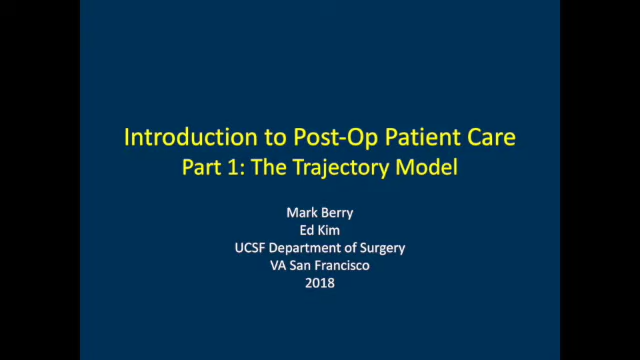 Introduction to Post-Op Patient Care
Part 1: The Trajectory Model
Mark Berry
Ed Kim
UCSF Department of Surgery
VA San Francisco
2018